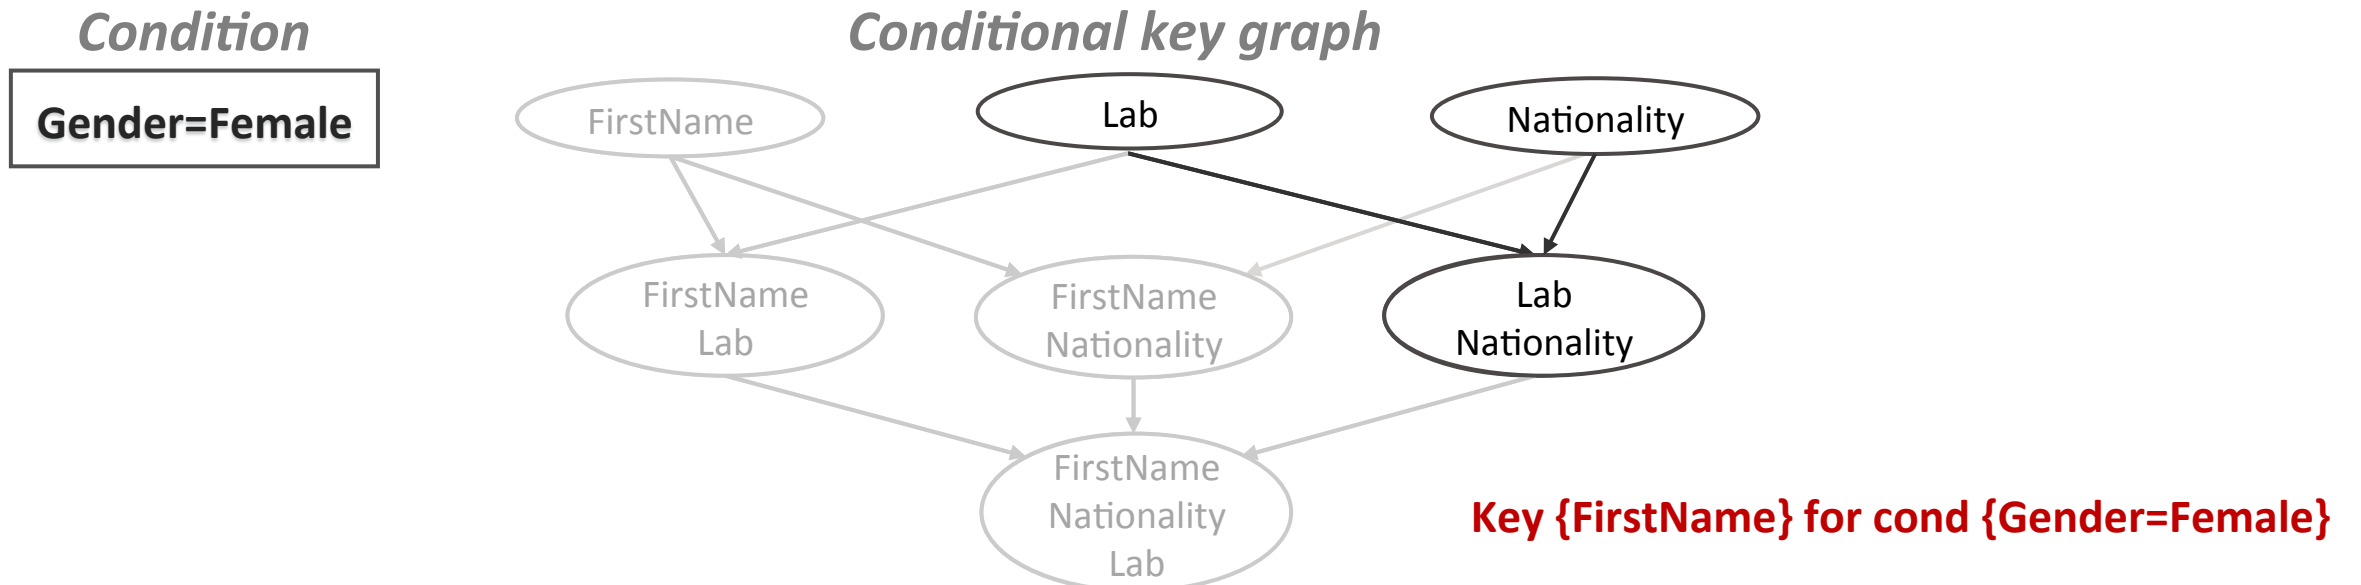 Condition
Conditional key graph
Gender=Female
FirstName
Lab
Nationality
FirstName
Lab
FirstName
Nationality
Lab
Nationality
FirstName
Nationality
Lab
Key {FirstName} for cond {Gender=Female}